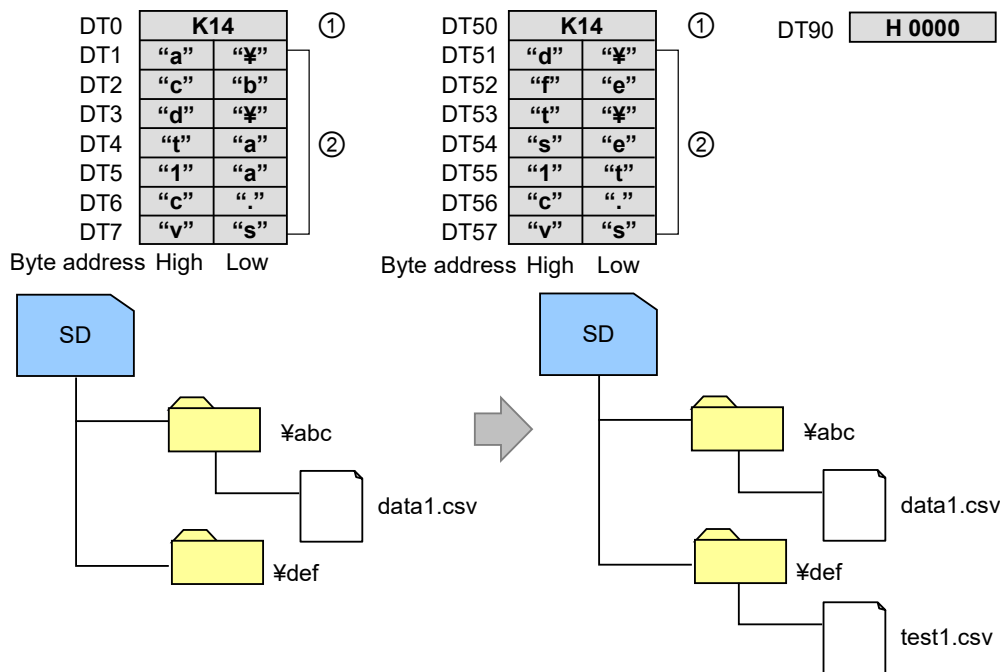 DT0 K14 ① DT50 K14 ① DT90 H 0000
DT1 “a” “¥” DT51 “d” “¥”
DT2 “c” “b” DT52 “f” “e”
DT3 “d” “¥” DT53 “t” “¥”
DT4 “t” “a” ② DT54 “s” “e” ②
DT5 “1” “a” DT55 “1” “t”
DT6 “c” “.” DT56 “c” “.”
DT7 “v” “s” DT57 “v” “s”
Byte address High Low Byte address High Low
SD SD
¥abc ¥abc
data1.csv data1.csv
¥def ¥def
test1.csv